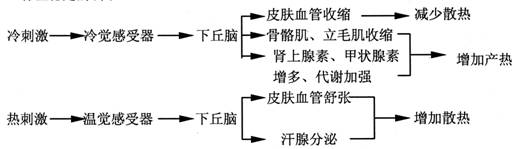 皮肤血管收缩 减少散热
冷刺激 冷觉感受器 下丘脑 骨骼肌、立毛肌收缩
肾上腺素、甲状腺素 增加产热
增多、代谢加强
皮肤血管舒张
热刺激 温觉感受器 下丘脑 增加散热
汗腺分泌